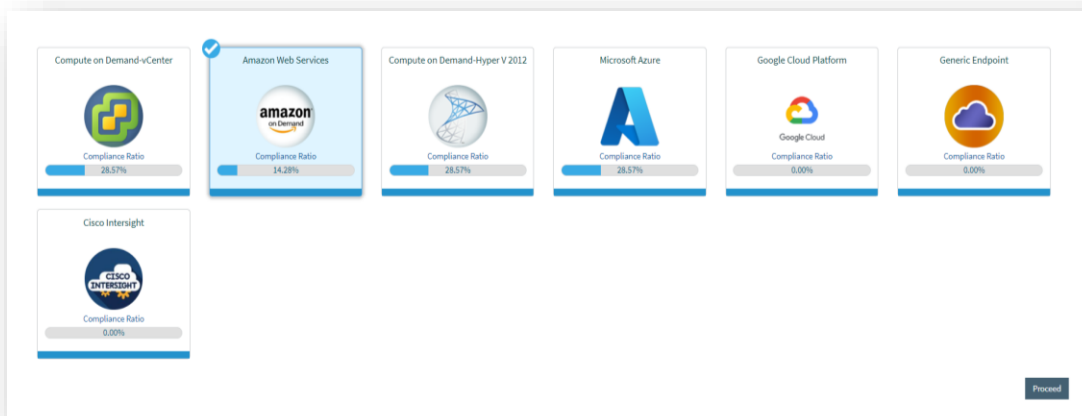 Compute on Demand-vCenter
Amazon Web Services
Compute on Demand-Hyper V 2012
Microsoft Azure
Google Cloud Platform
Generic Endpoint
amazon
on Demand
Google Cloud
Compliance Ratio
Compliance Ratio
Compliance Ratio
Compliance Ratio
Compliance Ratio
Compliance Ratio
28.57%
14.28%
28.57%
28.57%
0.00%
0.00%
Cisco Intersight
CISCO
INTERSIGHT
Compliance Ratio
0.00%
Proceed